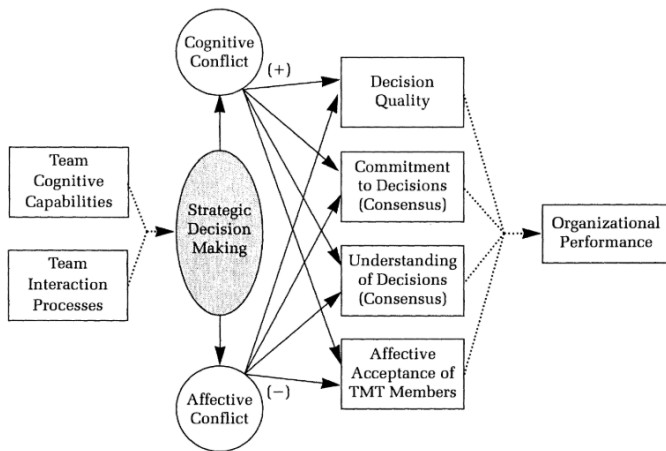 Cognitive
Conflict
(+)
Decision
Quality
Team
Cognitive
Capabilities
Commitment
to Decisions
(Consensus)
Strategic
Decision
Making
Organizational
Performance
Team
Interaction
Processes
Understanding
of Decisions
(Consensus)
Affective
Acceptance of
TMT Members
(−)
Affective
Conflict